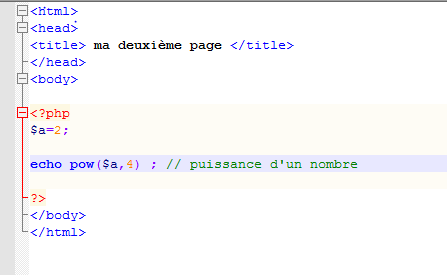 <html>
<head>
<title> ma deuxième page </title>
</head>
<body>
<?php
$a=2;
echo pow($a,4) ; // puissance d'un nombre
?>
</body>
</html>